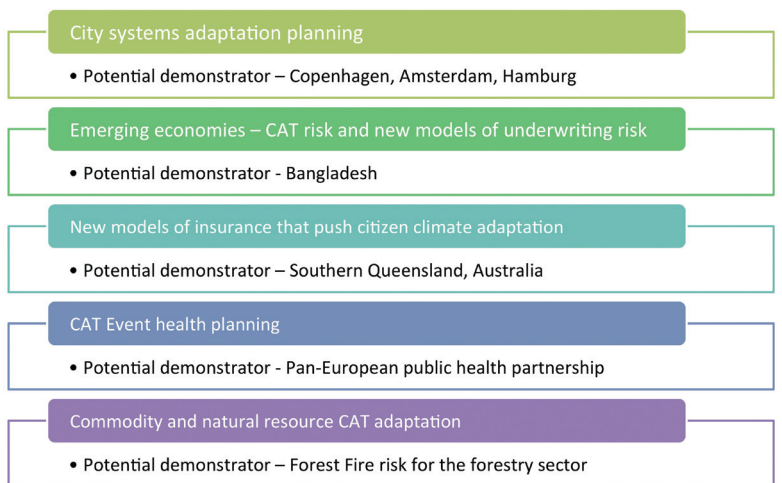 City systems adaptation planning
• Potential demonstrator – Copenhagen, Amsterdam, Hamburg
Emerging economies – CAT risk and new models of underwriting risk
• Potential demonstrator - Bangladesh
New models of insurance that push citizen climate adaptation
• Potential demonstrator – Southern Queensland, Australia
CAT Event health planning
• Potential demonstrator - Pan-European public health partnership
Commodity and natural resource CAT adaptation
• Potential demonstrator – Forest Fire risk for the forestry sector